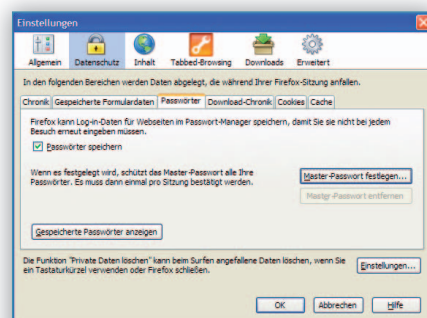 Einstellungen
Allgemein Datenschutz Inhalt Tabbed-Browsing Downloads Erweitert
In den folgenden Bereichen werden Daten abgelegt, die während Ihrer Firefox-Sitzung anfallen.
Chronik Gespeicherte Formulardaten Passwörter Download-Chronik Cookies Cache
Firefox kann Log-in-Daten für Webseiten im Passwort-Manager speichern, damit Sie sie nicht bei jedem
Besuch erneut eingeben müssen.
Passwörter speichern
Wenn es festgelegt wird, schützt das Master-Passwort alle Ihre
Passwörter. Es muss dann einmal pro Sitzung bestätigt werden.
Master-Passwort festlegen...
Master-Passwort entfernen
Gespeicherte Passwörter anzeigen
Die Funktion "Private Daten löschen" kann beim Surfen angefallene Daten löschen, wenn Sie
ein Tastaturkürzel verwenden oder Firefox schließen.
Einstellungen...
OK Abbrechen Hilfe